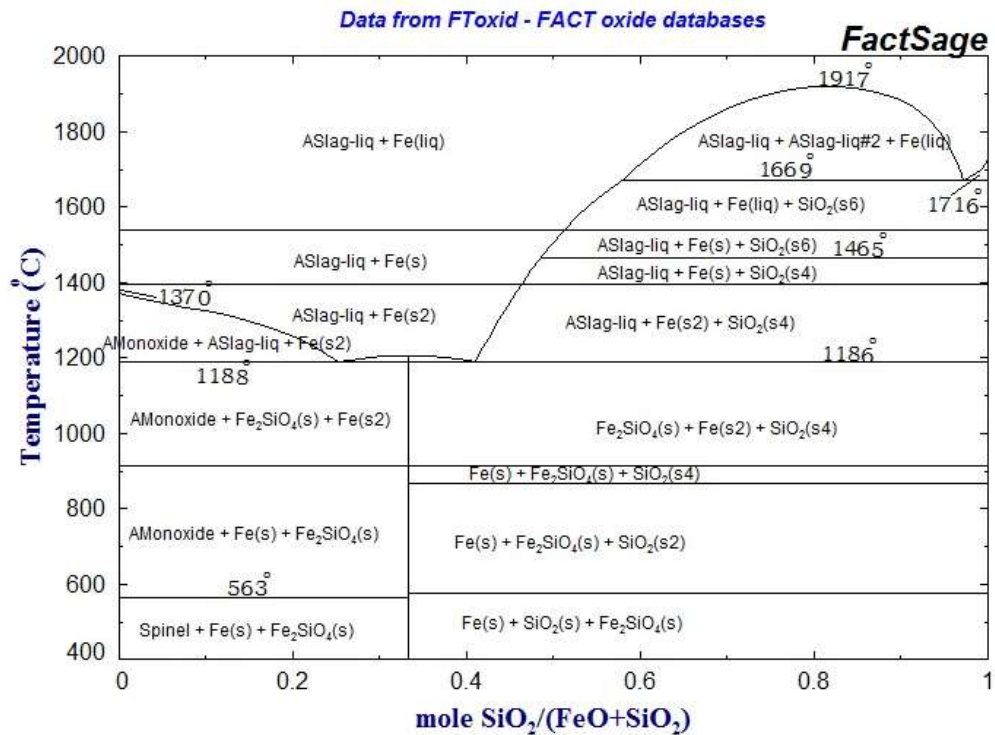 Data from FToxid - FACT oxide databases
FactSage
2000
1800
1600
1400
1200
1000
800
600
400
Temperature (°C)
1917°
ASlag-liq + Fe(liq)
ASlag-liq + ASlag-liq#2 + Fe(liq)
1669°
ASlag-liq + Fe(liq) + SiO₂(s6)
1716°
ASlag-liq + Fe(s) + SiO₂(s6)
1465°
ASlag-liq + Fe(s)
ASlag-liq + Fe(s) + SiO₂(s4)
1370°
ASlag-liq + Fe(s2)
ASlag-liq + Fe(s2) + SiO₂(s4)
AMonoxide + ASlag-liq + Fe(s2)
1188°
1186°
AMonoxide + Fe₂SiO₄(s) + Fe(s2)
Fe₂SiO₄(s) + Fe(s2) + SiO₂(s4)
Fe(s) + Fe₂SiO₄(s) + SiO₂(s4)
AMonoxide + Fe(s) + Fe₂SiO₄(s)
Fe(s) + Fe₂SiO₄(s) + SiO₂(s2)
563°
Spinel + Fe(s) + Fe₂SiO₄(s)
Fe(s) + SiO₂(s) + Fe₂SiO₄(s)
0 0.2 0.4 0.6 0.8 1
mole SiO₂/(FeO+SiO₂)